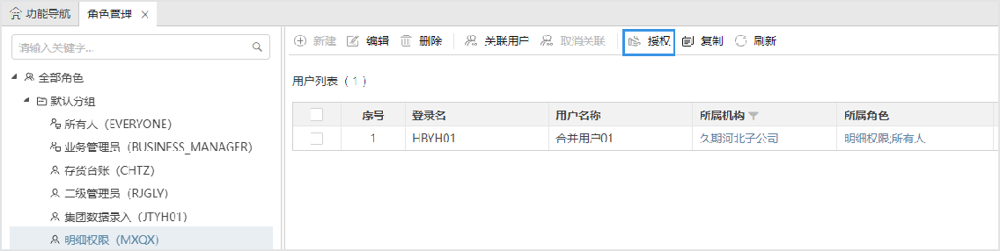 功能导航 角色管理 ×
请输入关键字...
新建 编辑 删除 关联用户 取消关联 授权 复制 刷新
全部角色
默认分组
所有人（EVERYONE）
业务管理员（BUSINESS_MANAGER）
存货台账（CHTZ）
二级管理员（RJGLY）
集团数据录入（JTYH01）
明细权限（MXQX）
用户列表（1）
序号 登录名 用户名称 所属机构 所属角色
1 HBYH01 合并用户01 久期河北子公司 明细权限;所有人